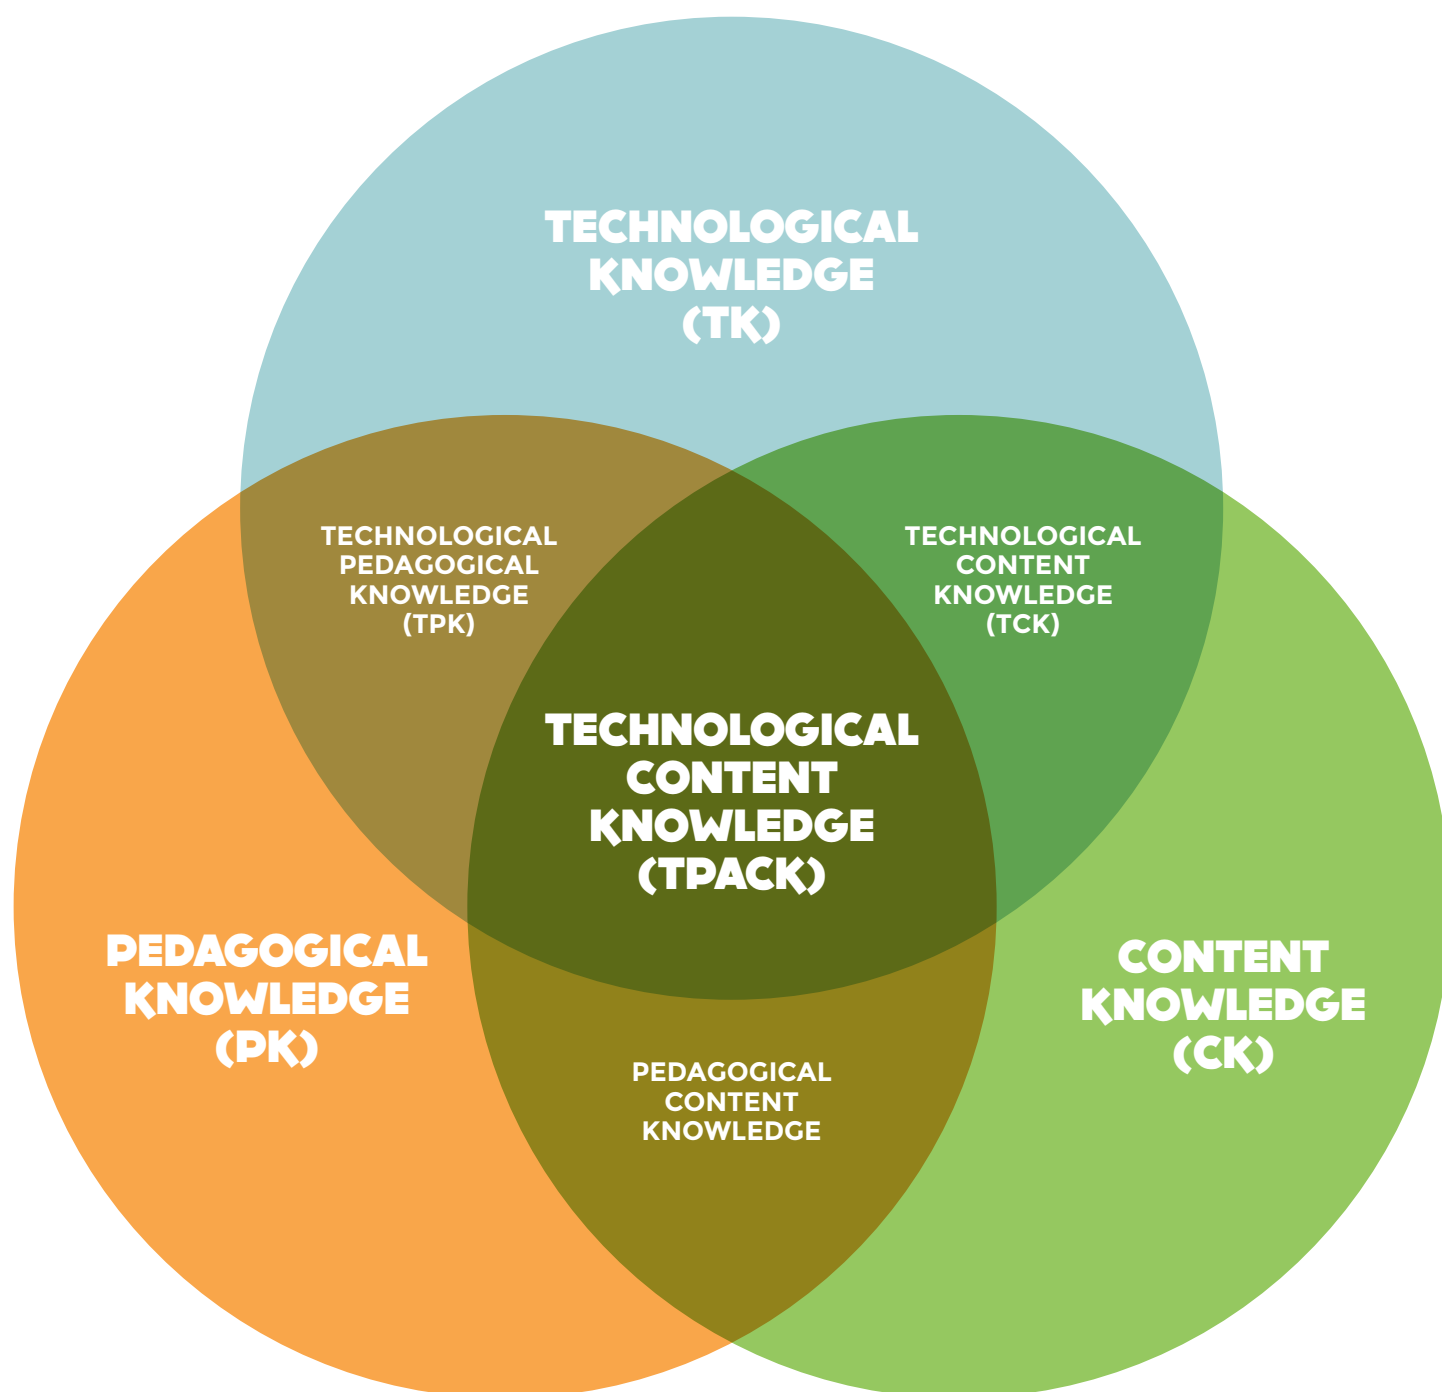 TECHNOLOGICAL
KNOWLEDGE
(TK)
TECHNOLOGICAL
PEDAGOGICAL
KNOWLEDGE
(TPK)
TECHNOLOGICAL
CONTENT
KNOWLEDGE
(TCK)
TECHNOLOGICAL
CONTENT
KNOWLEDGE
(TPACK)
PEDAGOGICAL
KNOWLEDGE
(PK)
CONTENT
KNOWLEDGE
(CK)
PEDAGOGICAL
CONTENT
KNOWLEDGE